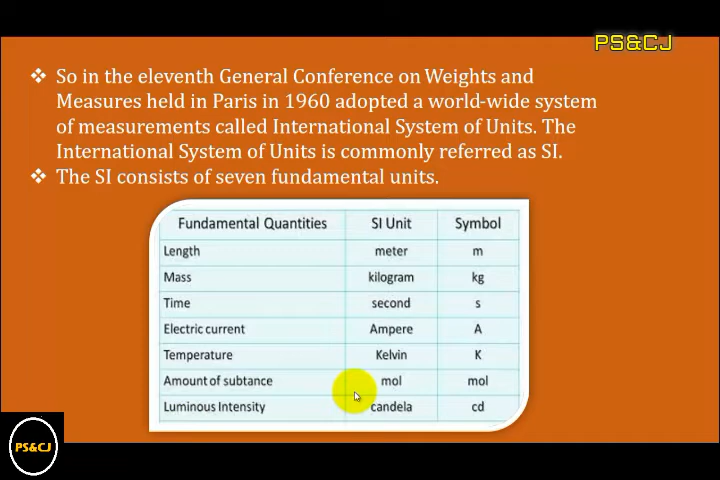 PS&CJ
❖ So in the eleventh General Conference on Weights and
Measures held in Paris in 1960 adopted a world-wide system
of measurements called International System of Units. The
International System of Units is commonly referred as SI.
❖ The SI consists of seven fundamental units.
Fundamental Quantities SI Unit Symbol
Length meter m
Mass kilogram kg
Time second s
Electric current Ampere A
Temperature Kelvin K
Amount of subtance mol mol
Luminous Intensity candela cd
PS&CJ